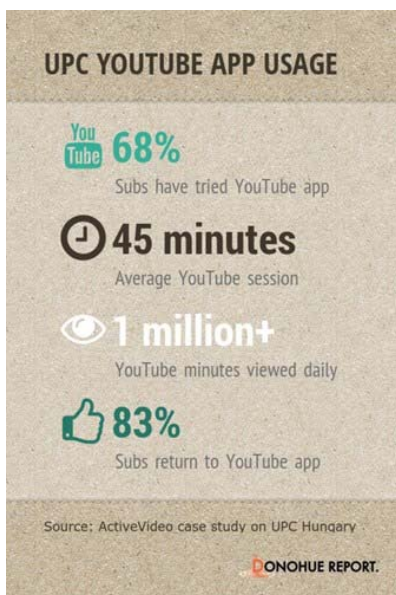 UPC YOUTUBE APP USAGE
You
Tube
68%
Subs have tried YouTube app
45 minutes
Average YouTube session
1 million+
YouTube minutes viewed daily
83%
Subs return to YouTube app
Source: ActiveVideo case study on UPC Hungary
DONOHUE REPORT.